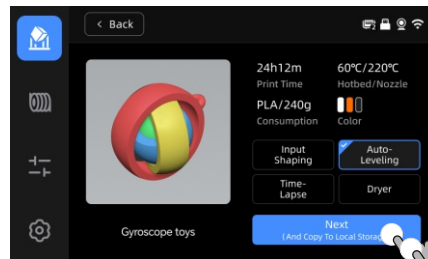 < Back
24h12m
60℃/220℃
Print Time
Hotbed/Nozzle
PLA/240g
Consumption
Color
Input
Shaping
Auto-
Leveling
Time-
Lapse
Dryer
Gyroscope toys
Next
(And Copy To Local Storage